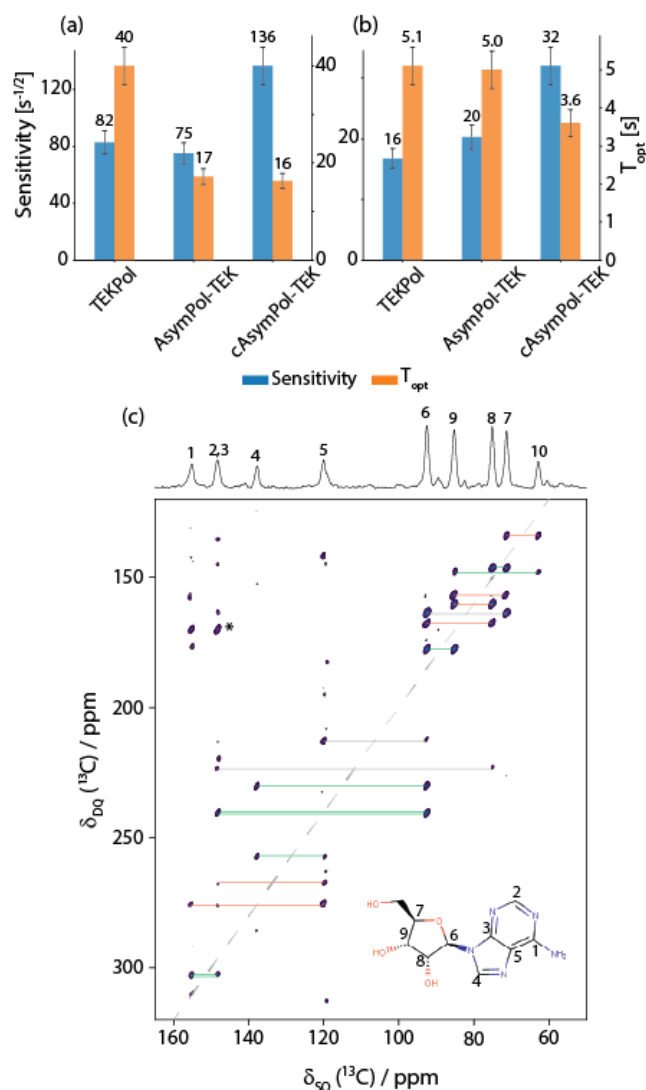 (a)
(b)
40
136
5.1
5.0
32
82
75
17
16
16
20
3.6
Sensitivity [s-1/2]
120
80
40
0
40
20
0
20
0
5
4
3
2
1
0
Topt [s]
TEKPol
AsymPol-TEK
cAsymPol-TEK
TEKPol
AsymPol-TEK
cAsymPol-TEK
Sensitivity
Topt
(c)
1
2,3
4
5
6
9
8
7
10
*
150
200
250
300
δDQ (13C) / ppm
HO
7
O
9
6
HO
8
OH
N
4
N
3
5
N
2
N
1
NH2
160
140
120
100
80
60
δSQ (13C) / ppm